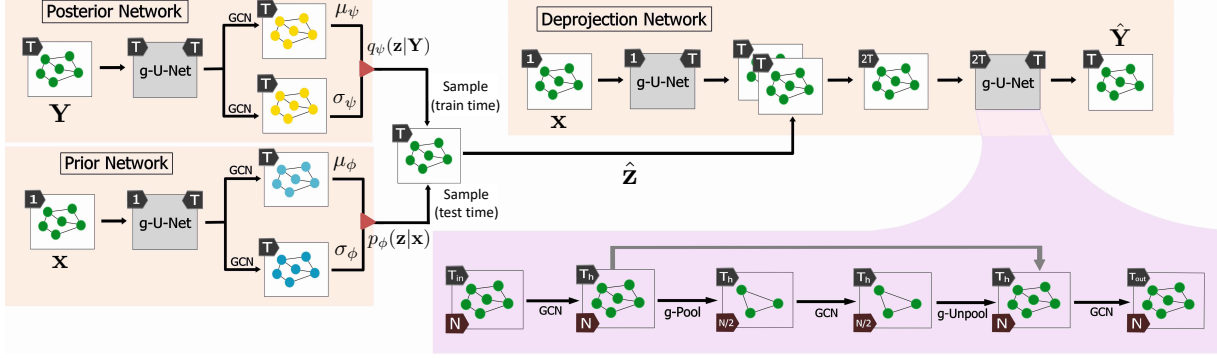 Posterior Network
T
Y
T
T
g-U-Net
GCN
GCN
T
μψ
T
σψ
qψ(z|Y)
Sample
(train time)
Prior Network
1
x
1
T
g-U-Net
GCN
GCN
T
μϕ
T
σϕ
pϕ(z|x)
Sample
(test time)
T
ẑ
Deprojection Network
1
x
1
T
g-U-Net
T
T
2T
2T
T
g-U-Net
T
Ŷ
Tin
N
GCN
Th
N
g-Pool
Th
N/2
GCN
Th
N/2
g-Unpool
Th
N
GCN
Tout
N